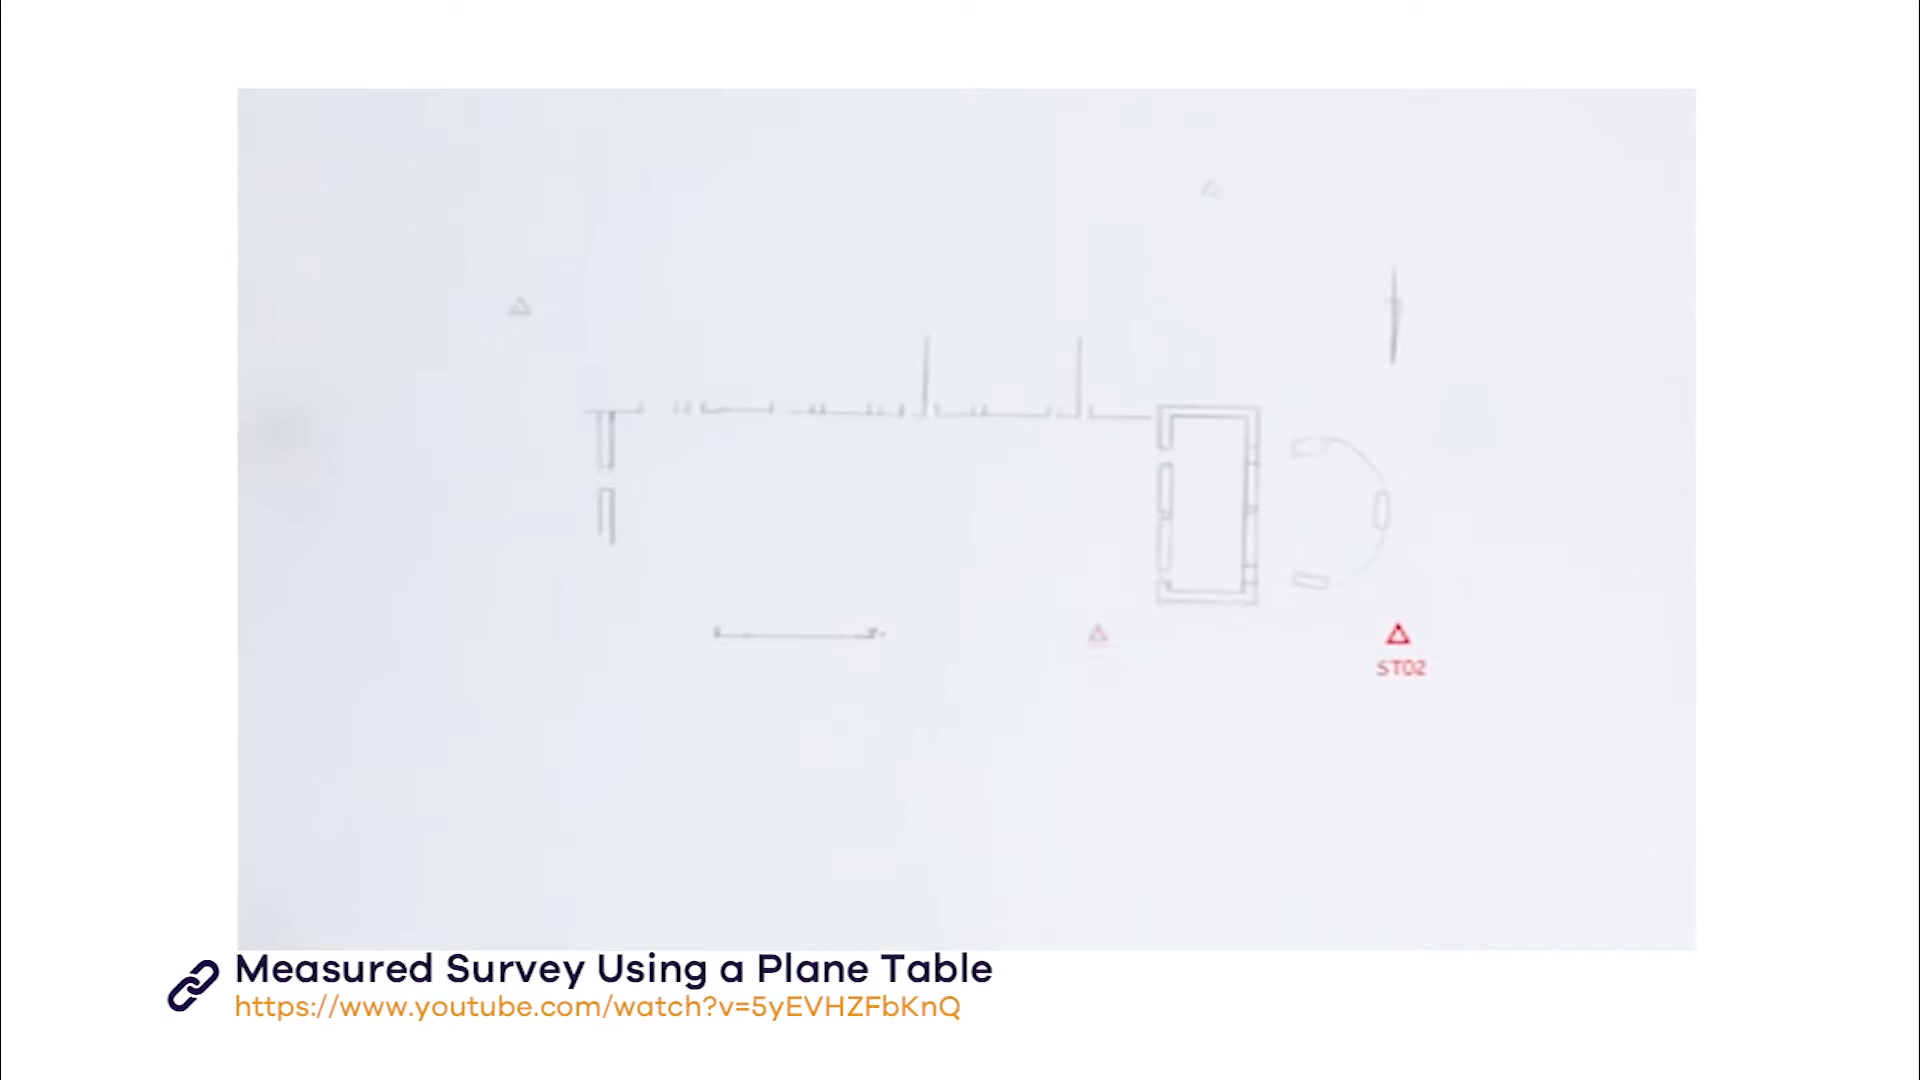 ST02
Measured Survey Using a Plane Table
https://www.youtube.com/watch?v=5yEVHZFbKnQ